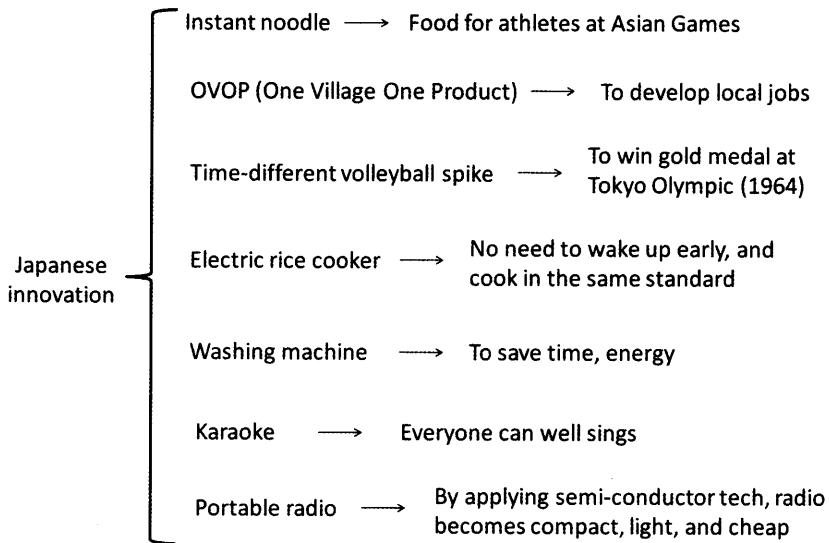 Instant noodle → Food for athletes at Asian Games
OVOP (One Village One Product) → To develop local jobs
Time-different volleyball spike → To win gold medal at
Tokyo Olympic (1964)
Japanese
innovation
Electric rice cooker → No need to wake up early, and
cook in the same standard
Washing machine → To save time, energy
Karaoke → Everyone can well sings
Portable radio → By applying semi-conductor tech, radio
becomes compact, light, and cheap